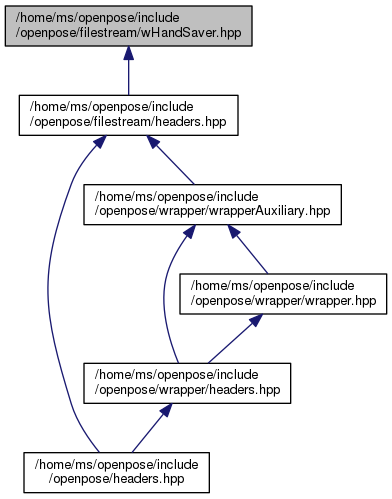 /home/ms/openpose/include
/openpose/filestream/wHandSaver.hpp
/home/ms/openpose/include
/openpose/filestream/headers.hpp
/home/ms/openpose/include
/openpose/wrapper/wrapperAuxiliary.hpp
/home/ms/openpose/include
/openpose/wrapper/wrapper.hpp
/home/ms/openpose/include
/openpose/wrapper/headers.hpp
/home/ms/openpose/include
/openpose/headers.hpp